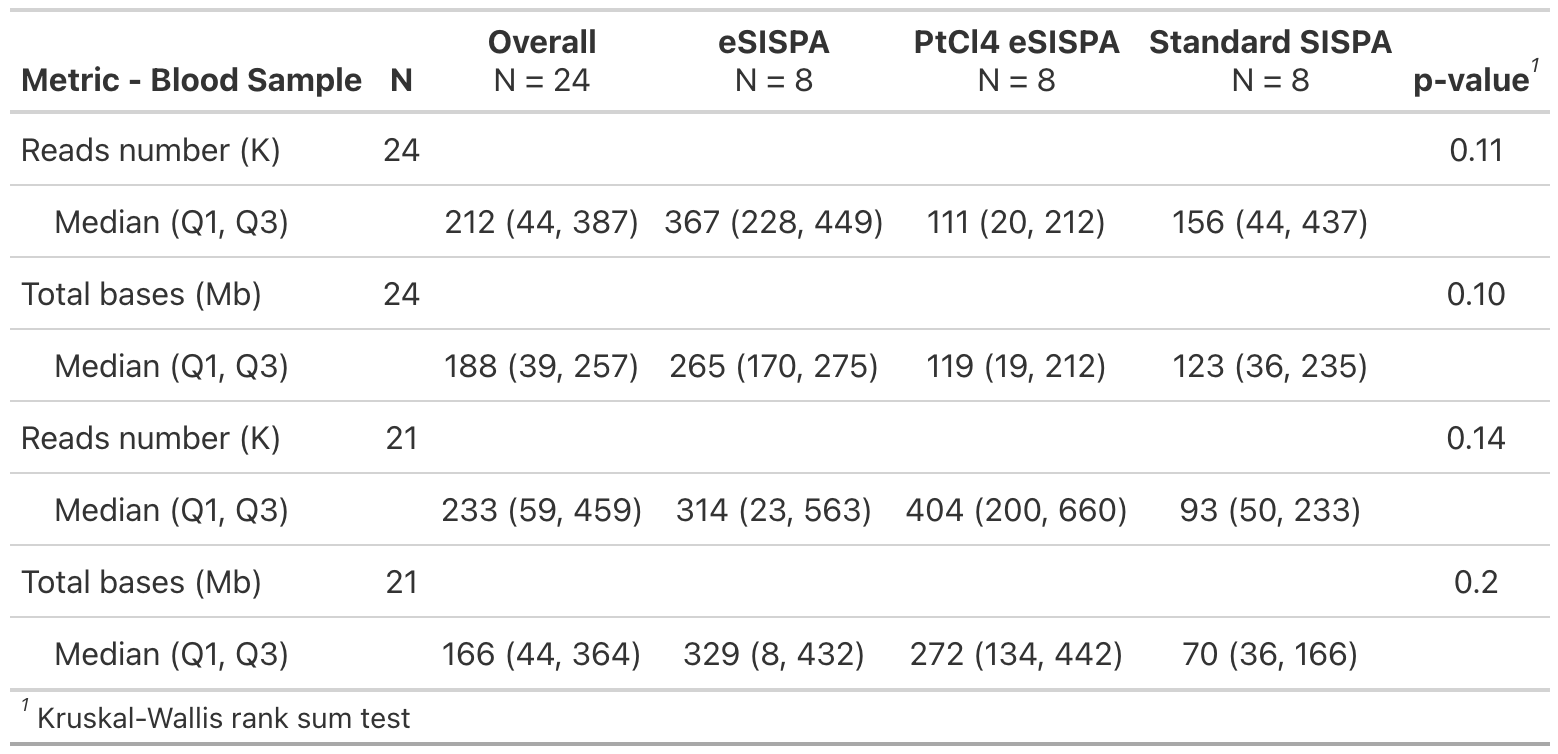 Metric - Blood Sample N Overall N = 24 eSISPA N = 8 PtCl4 eSISPA N = 8 Standard SISPA N = 8 p-value1
Reads number (K) 24 0.11
Median (Q1, Q3) 212 (44, 387) 367 (228, 449) 111 (20, 212) 156 (44, 437)
Total bases (Mb) 24 0.10
Median (Q1, Q3) 188 (39, 257) 265 (170, 275) 119 (19, 212) 123 (36, 235)
Reads number (K) 21 0.14
Median (Q1, Q3) 233 (59, 459) 314 (23, 563) 404 (200, 660) 93 (50, 233)
Total bases (Mb) 21 0.2
Median (Q1, Q3) 166 (44, 364) 329 (8, 432) 272 (134, 442) 70 (36, 166)
1 Kruskal-Wallis rank sum test